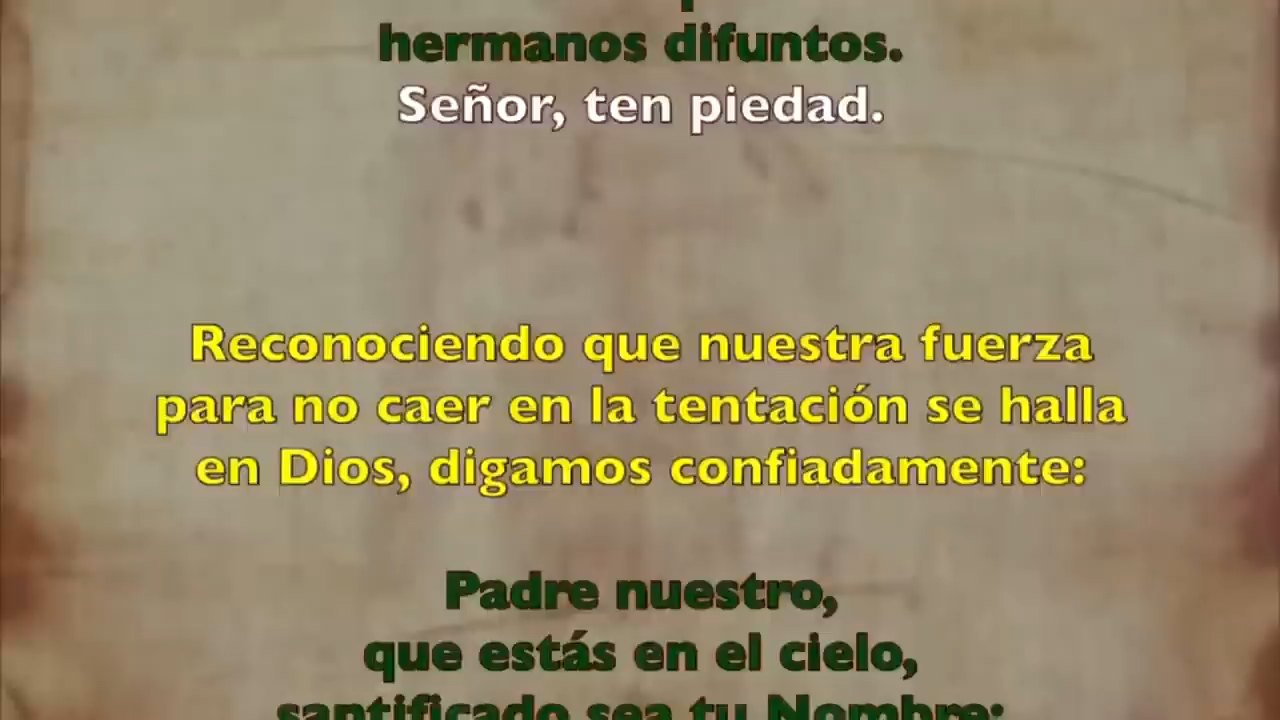 hermanos difuntos.
Señor, ten piedad.
Reconociendo que nuestra fuerza
para no caer en la tentación se halla
en Dios, digamos confiadamente:
Padre nuestro,
que estás en el cielo,
santificado sea tu Nombre;